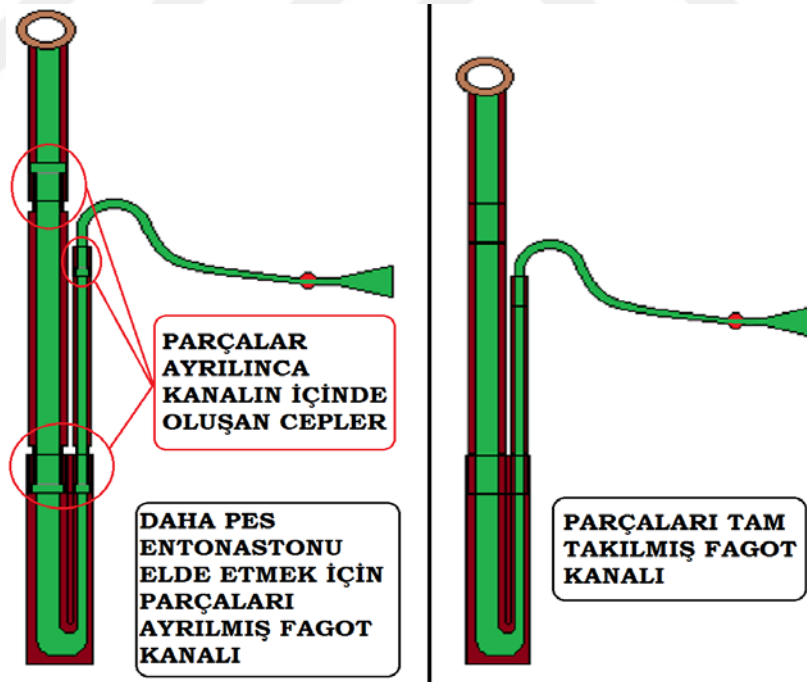 PARÇALAR
AYRILINCA
KANALIN İÇİNDE
OLUŞAN CEPLER
DAHA PES
ENTONASTONU
ELDE ETMEK İÇİN
PARÇALARI
AYRILMIŞ FAGOT
KANALI
PARÇALARI TAM
TAKILMIŞ FAGOT
KANALI